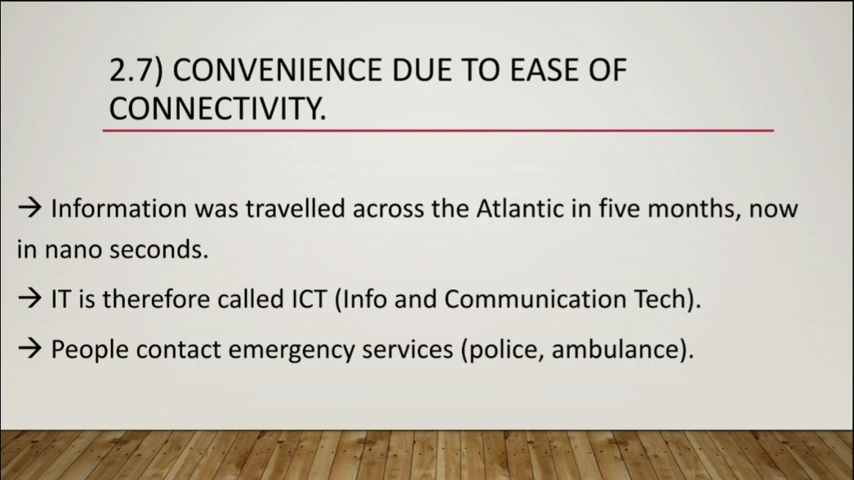 2.7) CONVENIENCE DUE TO EASE OF
CONNECTIVITY.
→ Information was travelled across the Atlantic in five months, now
in nano seconds.
→ IT is therefore called ICT (Info and Communication Tech).
→ People contact emergency services (police, ambulance).